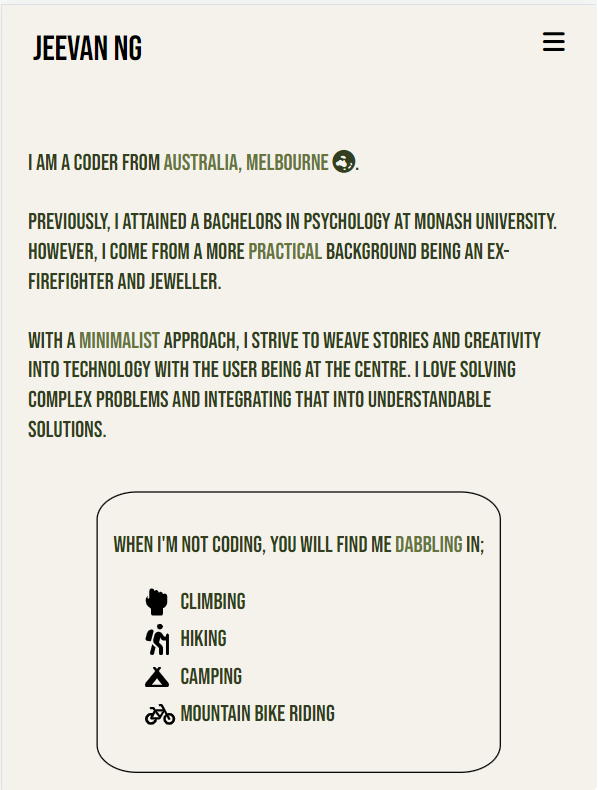 JEEVAN NG
I AM A CODER FROM AUSTRALIA, MELBOURNE .
PREVIOUSLY, I ATTAINED A BACHELORS IN PSYCHOLOGY AT MONASH UNIVERSITY.
HOWEVER, I COME FROM A MORE PRACTICAL BACKGROUND BEING AN EX-
FIREFIGHTER AND JEWELLER.
WITH A MINIMALIST APPROACH, I STRIVE TO WEAVE STORIES AND CREATIVITY
INTO TECHNOLOGY WITH THE USER BEING AT THE CENTRE. I LOVE SOLVING
COMPLEX PROBLEMS AND INTEGRATING THAT INTO UNDERSTANDABLE
SOLUTIONS.
WHEN I'M NOT CODING, YOU WILL FIND ME DABBLING IN;
CLIMBING
HIKING
CAMPING
MOUNTAIN BIKE RIDING